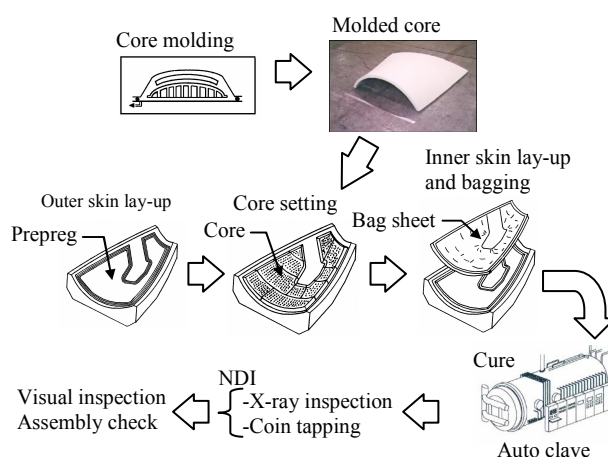 Core molding
Molded core
Outer skin lay-up
Prepreg
Core setting
Core
Inner skin lay-up
and bagging
Bag sheet
Cure
Auto clave
NDI
-X-ray inspection
-Coin tapping
Visual inspection
Assembly check